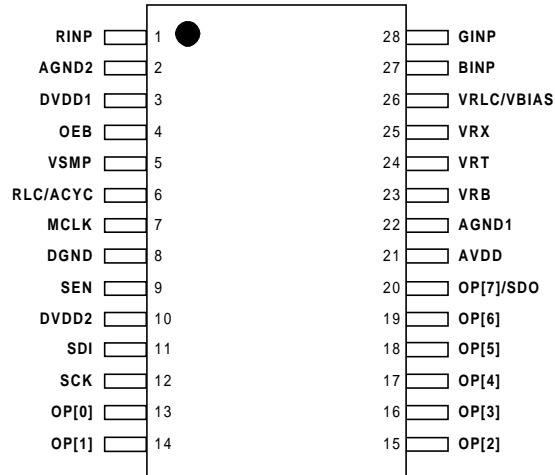 RINP 1 28 GINP
AGND2 2 27 BINP
DVDD1 3 26 VRLC/VBIAS
OEB 4 25 VRX
VSMP 5 24 VRT
RLC/ACYC 6 23 VRB
MCLK 7 22 AGND1
DGND 8 21 AVDD
SEN 9 20 OP[7]/SDO
DVDD2 10 19 OP[6]
SDI 11 18 OP[5]
SCK 12 17 OP[4]
OP[0] 13 16 OP[3]
OP[1] 14 15 OP[2]